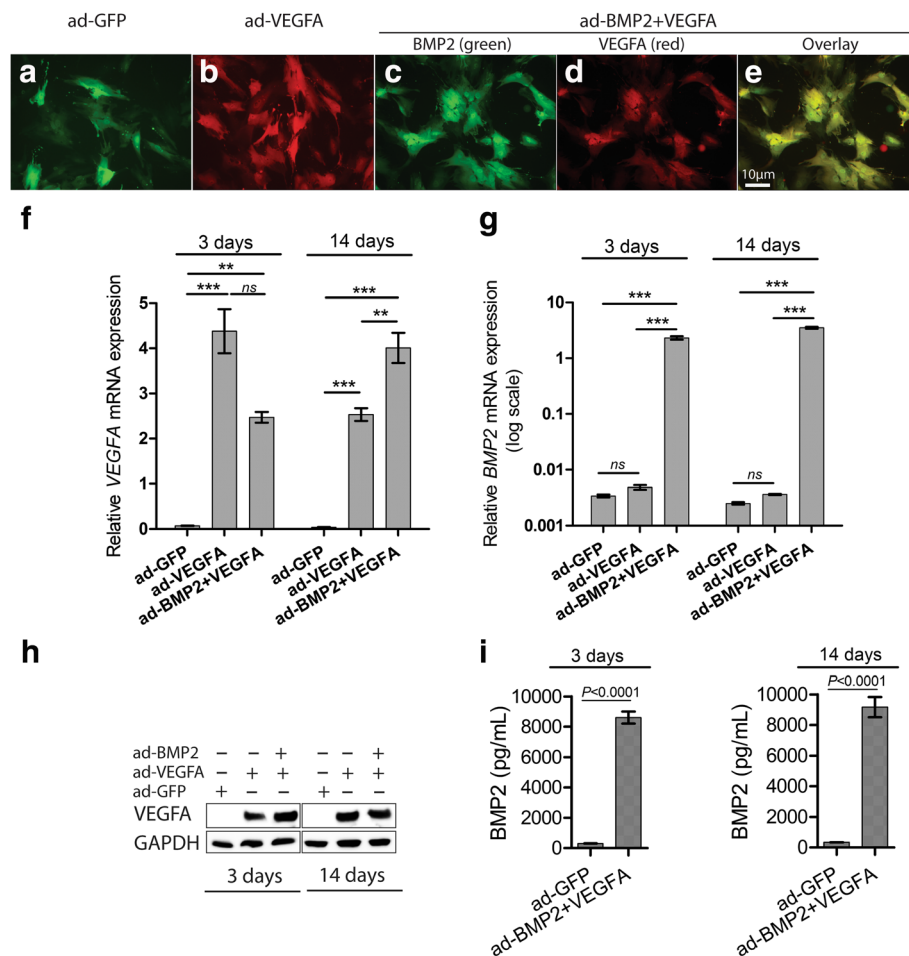 ad-GFP ad-VEGFA ad-BMP2+VEGFA
BMP2 (green) VEGFA (red) Overlay
a b c d e
10μm
f
3 days 14 days
** ***
*** ns **
***
Relative VEGFA mRNA expression
5
4
3
2
1
0
ad-GFP
ad-VEGFA
ad-BMP2+VEGFA
ad-GFP
ad-VEGFA
ad-BMP2+VEGFA
g
3 days 14 days
*** ***
*** ***
ns ns
Relative BMP2 mRNA expression
(log scale)
10
1
0.1
0.01
0.001
ad-GFP
ad-VEGFA
ad-BMP2+VEGFA
ad-GFP
ad-VEGFA
ad-BMP2+VEGFA
h
ad-BMP2 − − + − − +
ad-VEGFA − + + − + +
ad-GFP + − − + − −
VEGFA
GAPDH
3 days 14 days
i
3 days
P<0.0001
BMP2 (pg/mL)
10000
8000
6000
4000
2000
0
ad-GFP
ad-BMP2+VEGFA
14 days
P<0.0001
BMP2 (pg/mL)
10000
8000
6000
4000
2000
0
ad-GFP
ad-BMP2+VEGFA